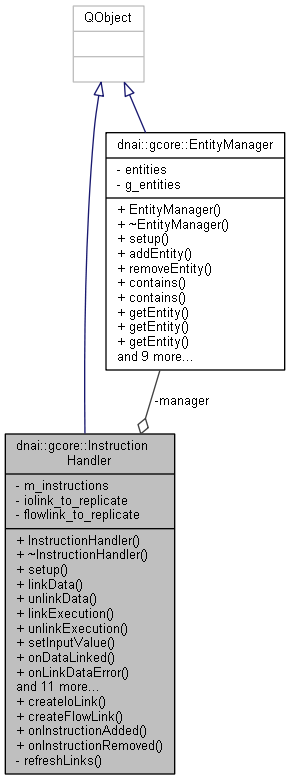 QObject
dnai::gcore::EntityManager
- entities
- g_entities
+ EntityManager()
+ ~EntityManager()
+ setup()
+ addEntity()
+ removeEntity()
+ contains()
+ contains()
+ getEntity()
+ getEntity()
+ getEntity()
and 9 more...
-manager
dnai::gcore::Instruction
Handler
- m_instructions
- iolink_to_replicate
- flowlink_to_replicate
+ InstructionHandler()
+ ~InstructionHandler()
+ setup()
+ linkData()
+ unlinkData()
+ linkExecution()
+ unlinkExecution()
+ setInputValue()
+ onDataLinked()
+ onLinkDataError()
and 11 more...
+ createIoLink()
+ createFlowLink()
+ onInstructionAdded()
+ onInstructionRemoved()
- refreshLinks()